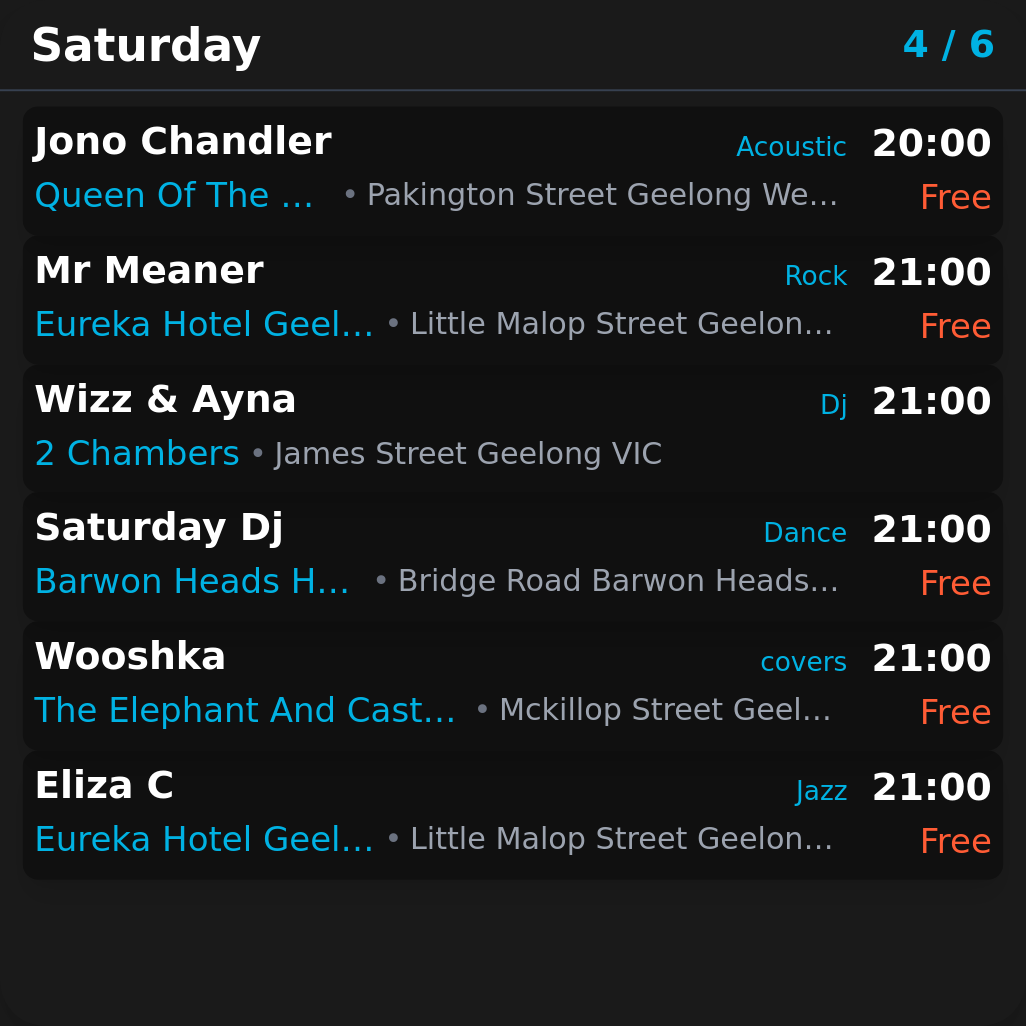 Saturday 4 / 6
Jono Chandler Acoustic 20:00
Queen Of The … • Pakington Street Geelong We… Free
Mr Meaner Rock 21:00
Eureka Hotel Geel… • Little Malop Street Geelon… Free
Wizz & Ayna Dj 21:00
2 Chambers • James Street Geelong VIC
Saturday Dj Dance 21:00
Barwon Heads H… • Bridge Road Barwon Heads… Free
Wooshka covers 21:00
The Elephant And Cast… • Mckillop Street Geel… Free
Eliza C Jazz 21:00
Eureka Hotel Geel… • Little Malop Street Geelon… Free